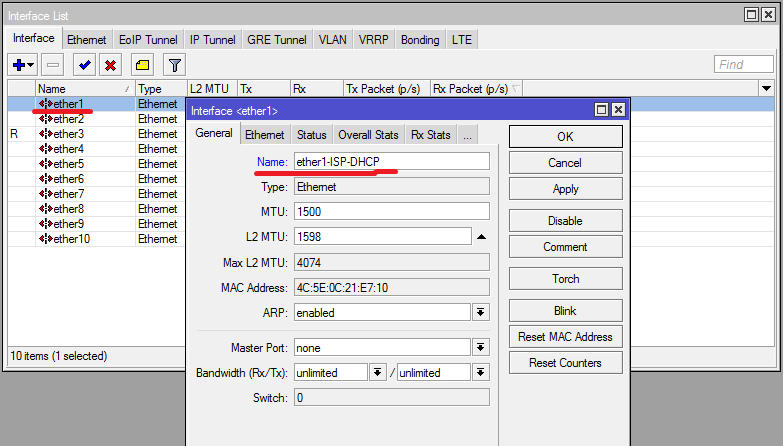 Interface List
Interface Ethernet EoIP Tunnel IP Tunnel GRE Tunnel VLAN VRRP Bonding LTE
Find
Name / Type L2 MTU Tx Rx Tx Packet (p/s) Rx Packet (p/s)
ether1 Ethernet
ether2 Ethernet
R ether3 Ethernet
ether4 Ethernet
ether5 Ethernet
ether6 Ethernet
ether7 Ethernet
ether8 Ethernet
ether9 Ethernet
ether10 Ethernet
10 items (1 selected)
Interface <ether1>
General Ethernet Status Overall Stats Rx Stats ...
Name: ether1-ISP-DHCP
Type: Ethernet
MTU: 1500
L2 MTU: 1598
Max L2 MTU: 4074
MAC Address: 4C:5E:0C:21:E7:10
ARP: enabled
Master Port: none
Bandwidth (Rx/Tx): unlimited / unlimited
Switch: 0
OK
Cancel
Apply
Disable
Comment
Torch
Blink
Reset MAC Address
Reset Counters